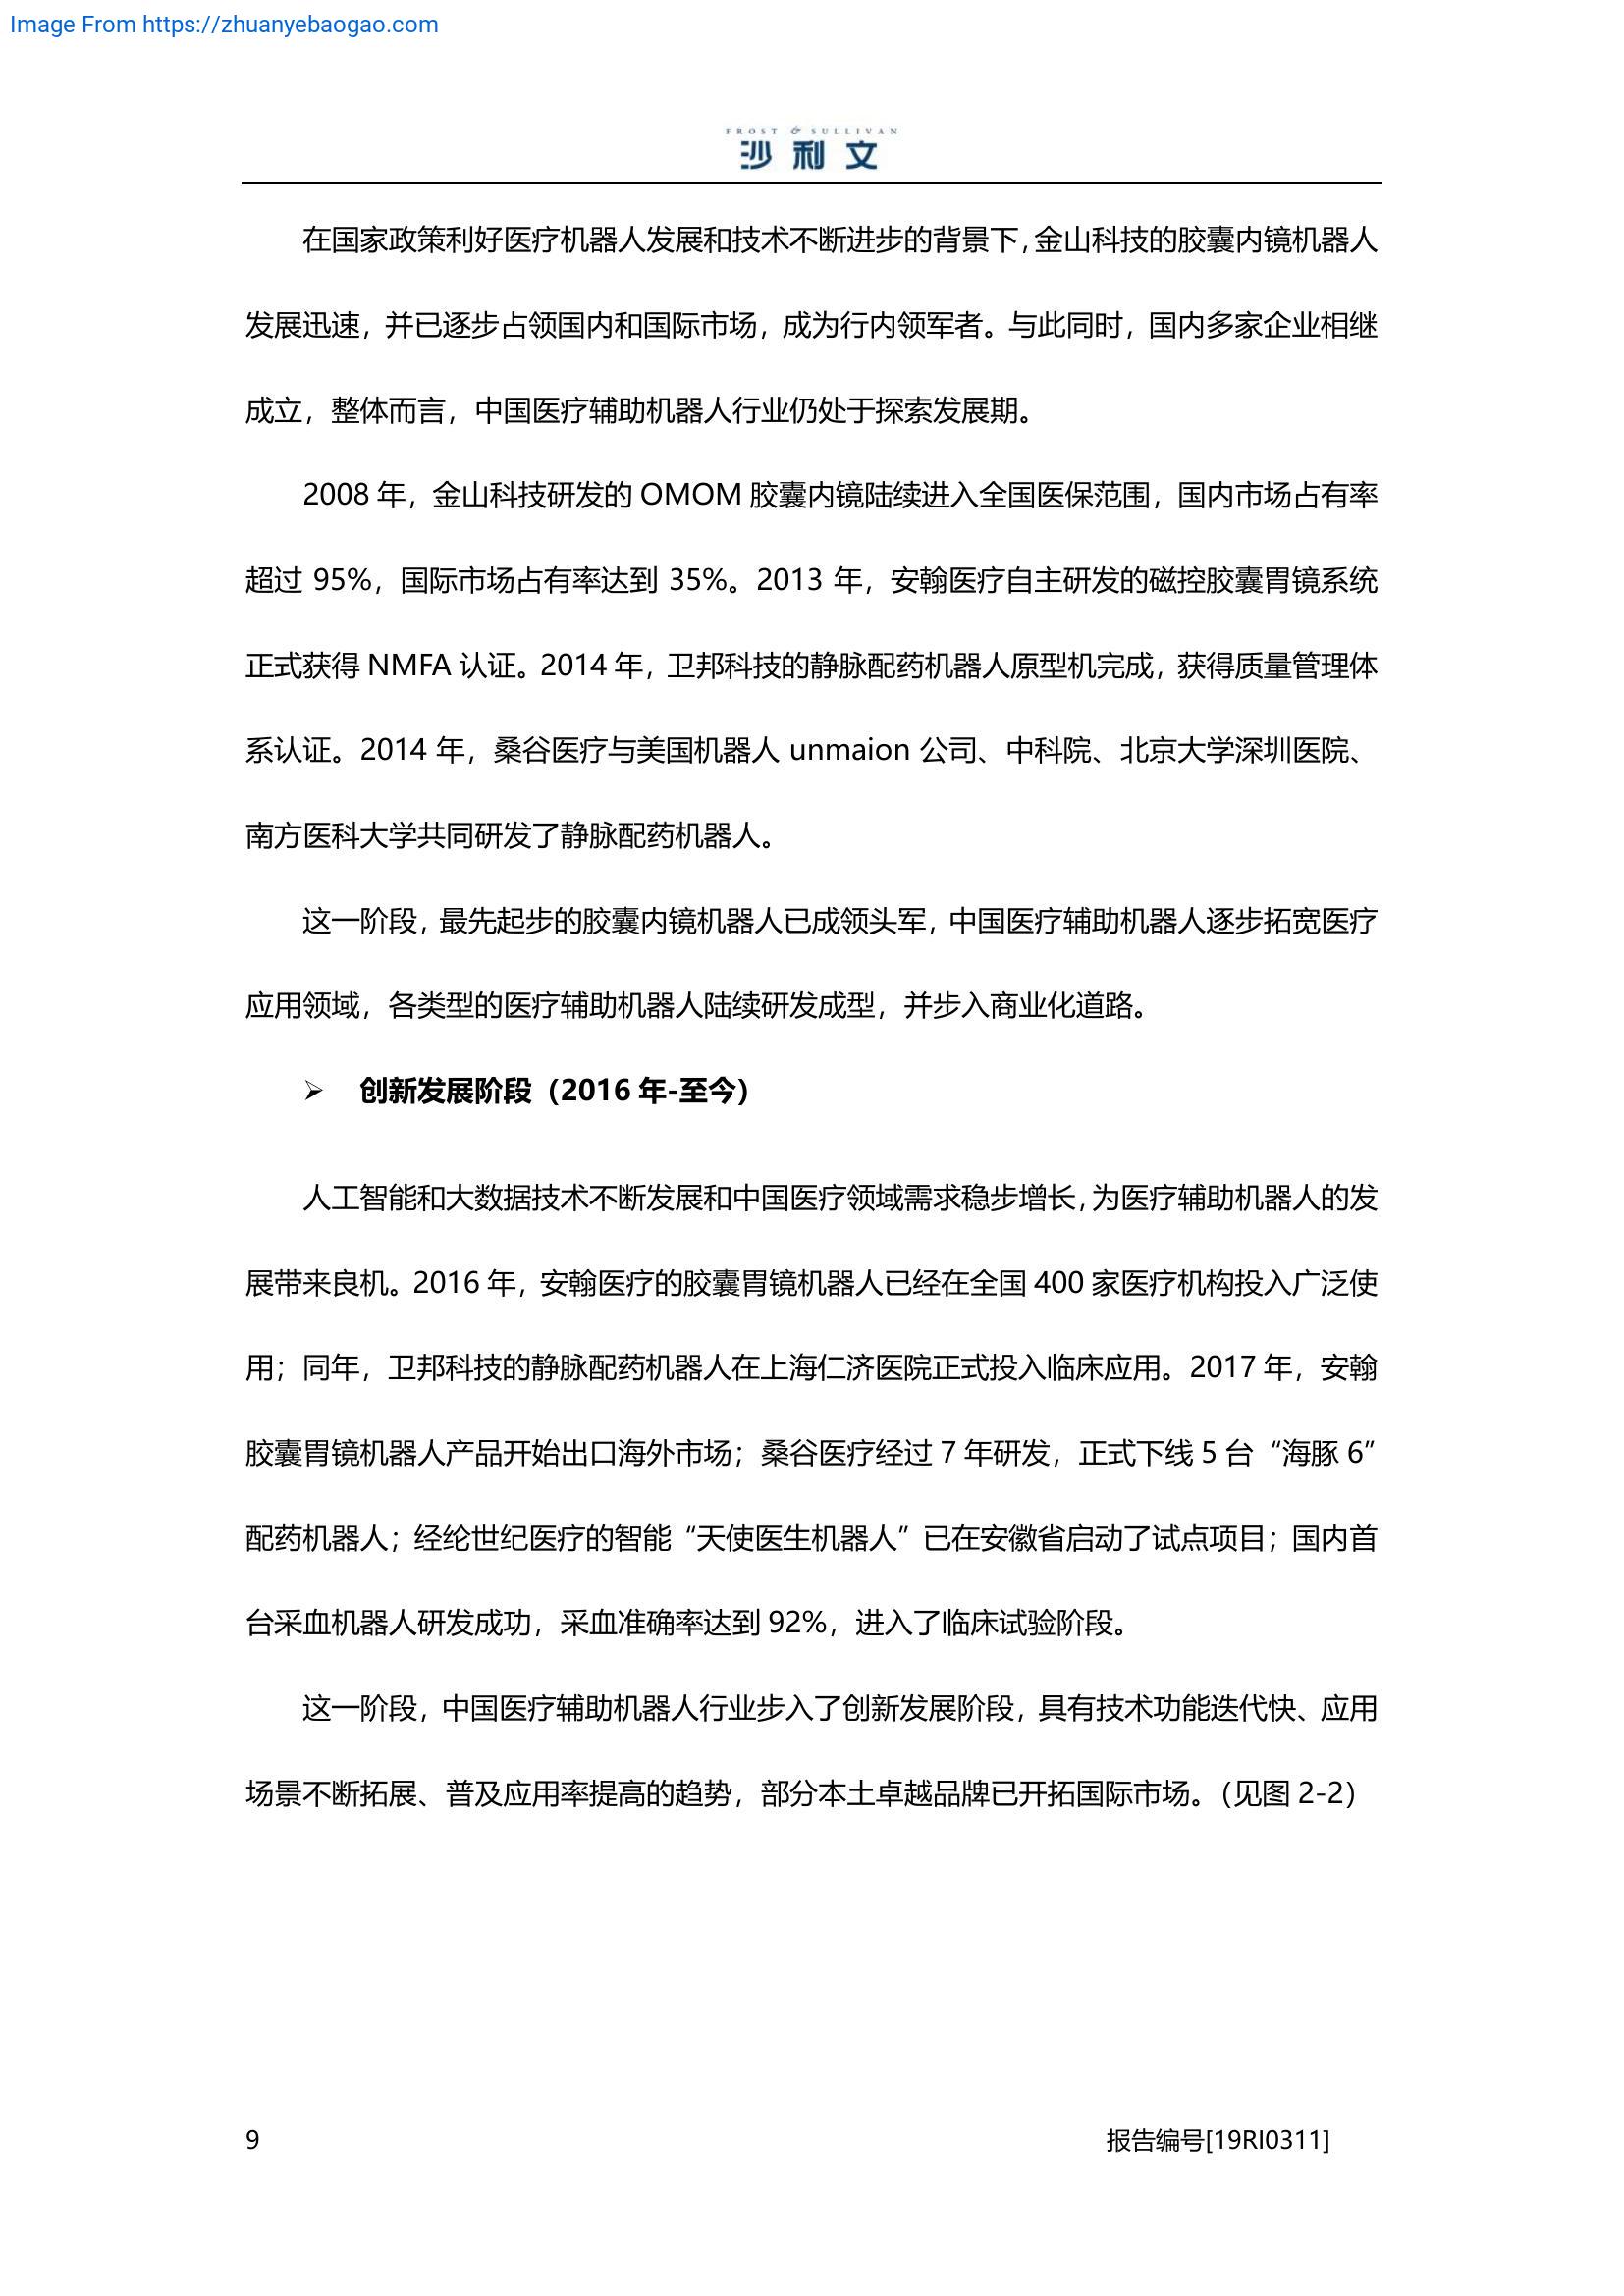 Image From https://zhuanyebaogao.com
FROST & SULLIVAN
沙利文
在国家政策利好医疗机器人发展和技术不断进步的背景下，金山科技的胶囊内镜机器人
发展迅速，并已逐步占领国内和国际市场，成为行内领军者。与此同时，国内多家企业相继
成立，整体而言，中国医疗辅助机器人行业仍处于探索发展期。
2008 年，金山科技研发的 OMOM 胶囊内镜陆续进入全国医保范围，国内市场占有率
超过 95%，国际市场占有率达到 35%。2013 年，安翰医疗自主研发的磁控胶囊胃镜系统
正式获得 NMFA 认证。2014 年，卫邦科技的静脉配药机器人原型机完成，获得质量管理体
系认证。2014 年，桑谷医疗与美国机器人 unmaion 公司、中科院、北京大学深圳医院、
南方医科大学共同研发了静脉配药机器人。
这一阶段，最先起步的胶囊内镜机器人已成领头军，中国医疗辅助机器人逐步拓宽医疗
应用领域，各类型的医疗辅助机器人陆续研发成型，并步入商业化道路。
➢ 创新发展阶段（2016 年-至今）
人工智能和大数据技术不断发展和中国医疗领域需求稳步增长，为医疗辅助机器人的发
展带来良机。2016 年，安翰医疗的胶囊胃镜机器人已经在全国 400 家医疗机构投入广泛使
用；同年，卫邦科技的静脉配药机器人在上海仁济医院正式投入临床应用。2017 年，安翰
胶囊胃镜机器人产品开始出口海外市场；桑谷医疗经过 7 年研发，正式下线 5 台“海豚 6”
配药机器人；经纶世纪医疗的智能“天使医生机器人”已在安徽省启动了试点项目；国内首
台采血机器人研发成功，采血准确率达到 92%，进入了临床试验阶段。
这一阶段，中国医疗辅助机器人行业步入了创新发展阶段，具有技术功能迭代快、应用
场景不断拓展、普及应用率提高的趋势，部分本土卓越品牌已开拓国际市场。（见图 2-2）
9 报告编号[19RI0311]